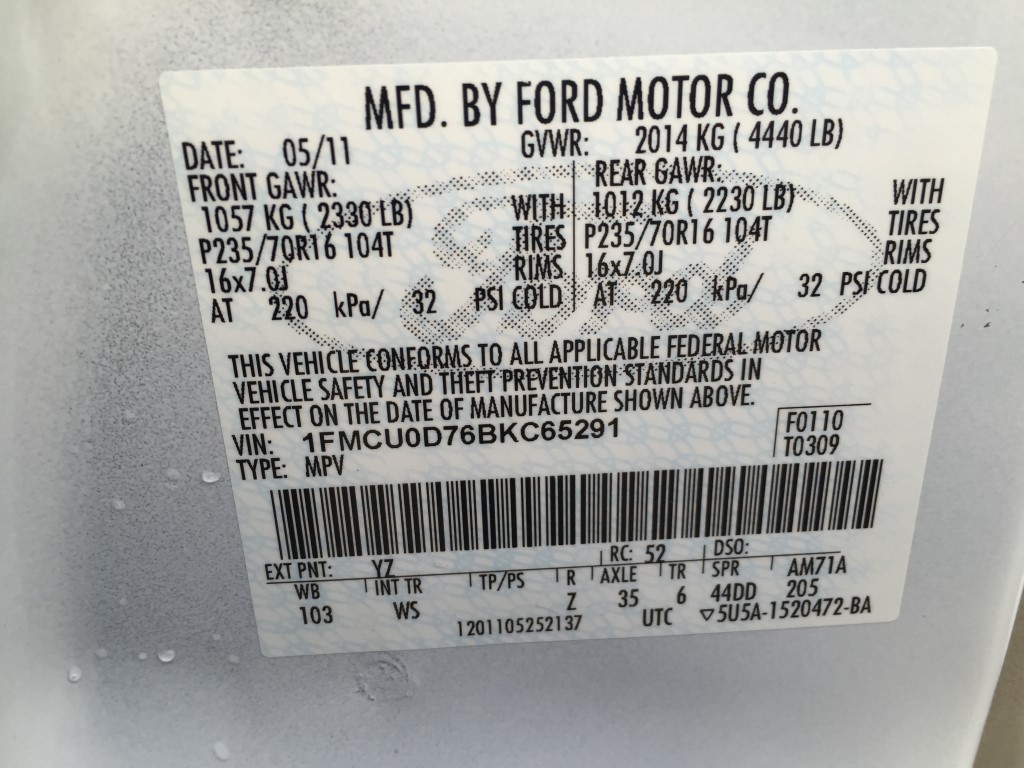 MFD. BY FORD MOTOR CO.
DATE: 05/11 GVWR: 2014 KG ( 4440 LB)
FRONT GAWR: REAR GAWR:
1057 KG ( 2330 LB) WITH 1012 KG ( 2230 LB) WITH
P235/70R16 104T TIRES P235/70R16 104T TIRES
16x7.0J RIMS 16x7.0J RIMS
AT 220 kPa/ 32 PSI COLD AT 220 kPa/ 32 PSI COLD
Ford
THIS VEHICLE CONFORMS TO ALL APPLICABLE FEDERAL MOTOR
VEHICLE SAFETY AND THEFT PREVENTION STANDARDS IN
EFFECT ON THE DATE OF MANUFACTURE SHOWN ABOVE.
VIN: 1FMCU0D76BKC65291 F0110
TYPE: MPV T0309
EXT PNT: YZ RC: 52 DSO:
WB INT TR TP/PS R AXLE TR SPR AM71A
103 WS Z 35 6 44DD 205
1201105252137 UTC ▽5U5A-1520472-BA